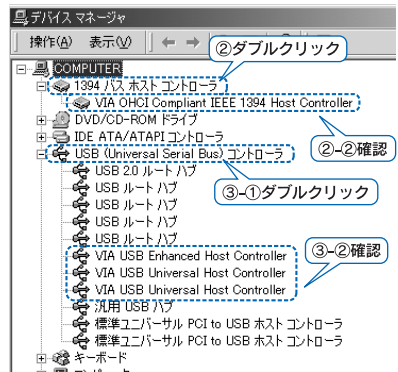 デバイス マネージャ
操作(A) 表示(V)
②ダブルクリック
COMPUTER
1394 バス ホスト コントローラ
VIA OHCI Compliant IEEE 1394 Host Controller
DVD/CD-ROM ドライブ
②-②確認
IDE ATA/ATAPI コントローラ
USB (Universal Serial Bus) コントローラ
USB 2.0 ルート ハブ
③-①ダブルクリック
USB ルート ハブ
USB ルート ハブ
USB ルート ハブ
USB ルート ハブ
VIA USB Enhanced Host Controller
③-②確認
VIA USB Universal Host Controller
VIA USB Universal Host Controller
汎用 USB ハブ
標準ユニバーサル PCI to USB ホスト コントローラ
標準ユニバーサル PCI to USB ホスト コントローラ
キーボード